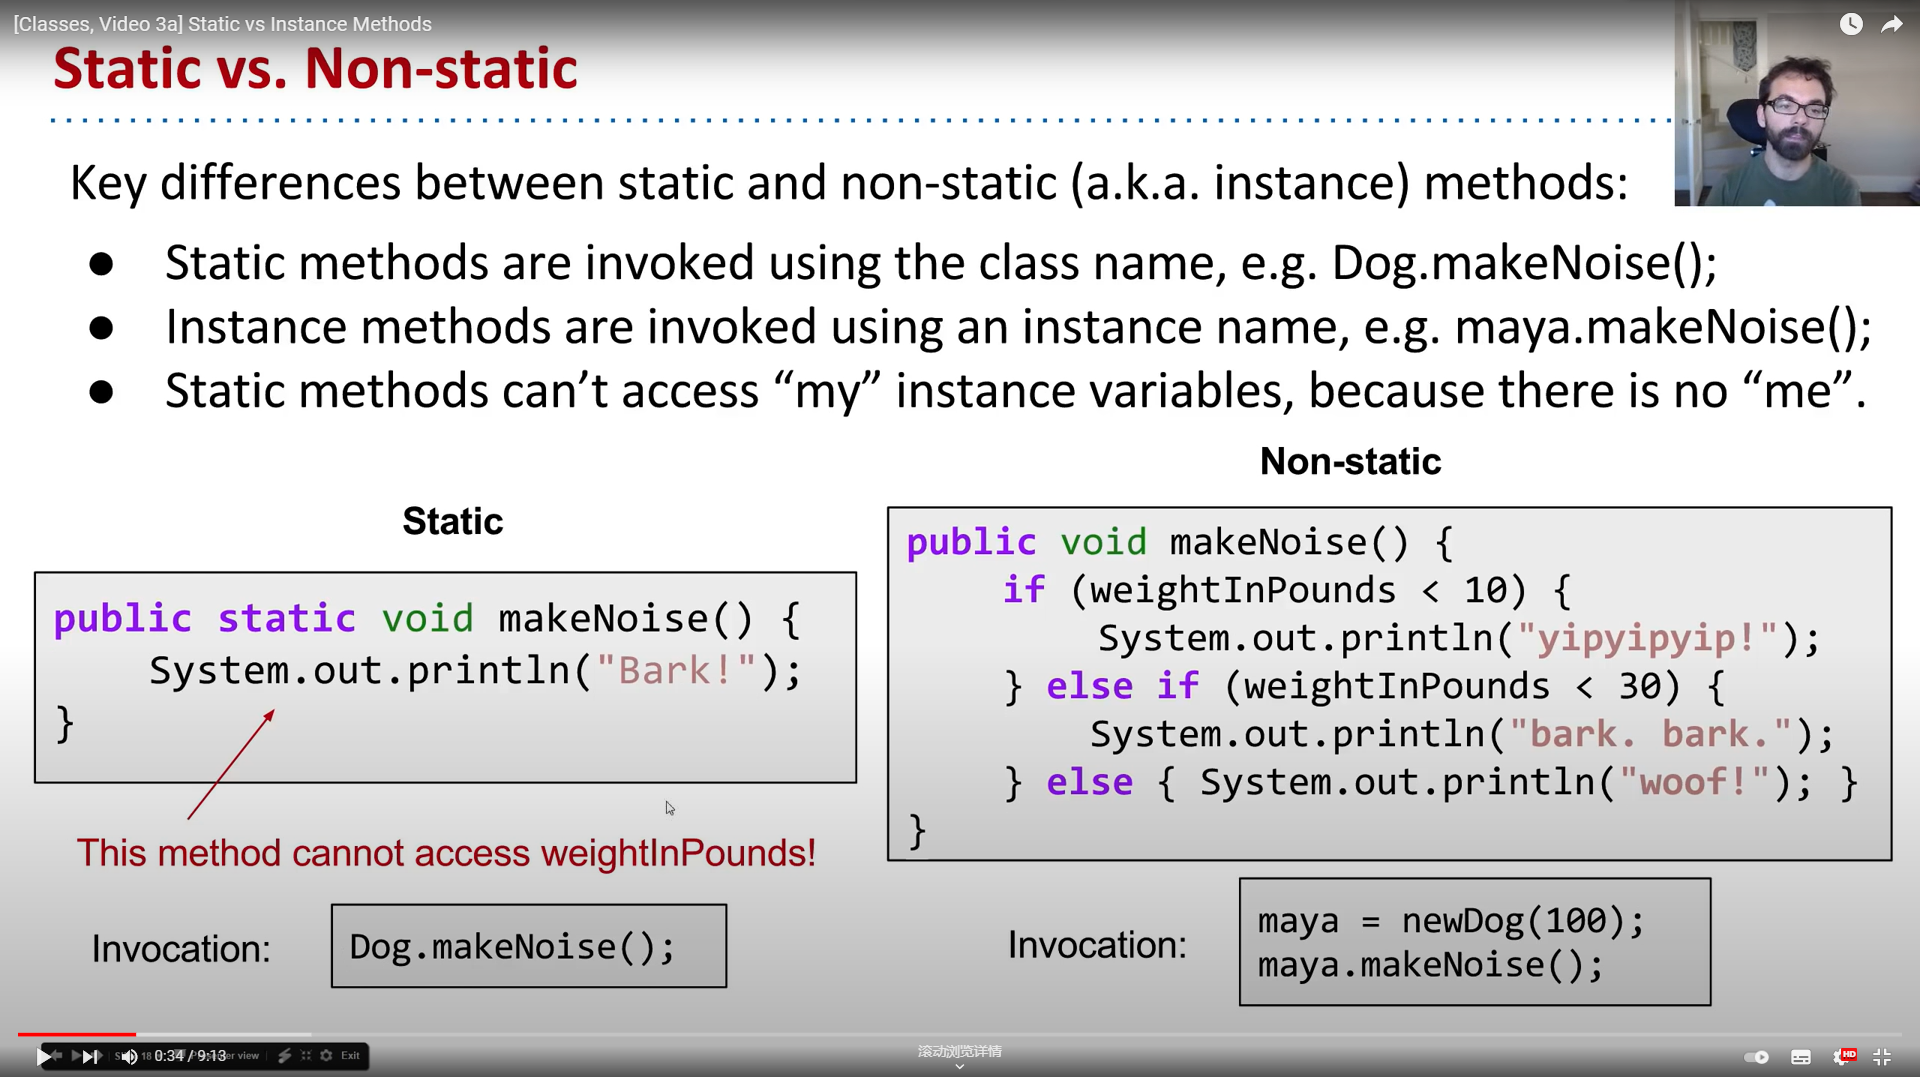 [Classes, Video 3a] Static vs Instance Methods
Static vs. Non-static
Key differences between static and non-static (a.k.a. instance) methods:
● Static methods are invoked using the class name, e.g. Dog.makeNoise();
● Instance methods are invoked using an instance name, e.g. maya.makeNoise();
● Static methods can’t access “my” instance variables, because there is no “me”.
Static
public static void makeNoise() {
System.out.println("Bark!");
}
This method cannot access weightInPounds!
Invocation:
Dog.makeNoise();
Non-static
public void makeNoise() {
if (weightInPounds < 10) {
System.out.println("yipyipyip!");
} else if (weightInPounds < 30) {
System.out.println("bark. bark.");
} else { System.out.println("woof!"); }
}
Invocation:
maya = newDog(100);
maya.makeNoise();
0:34 / 9:13
18
view
Exit
滚动浏览详情
HD